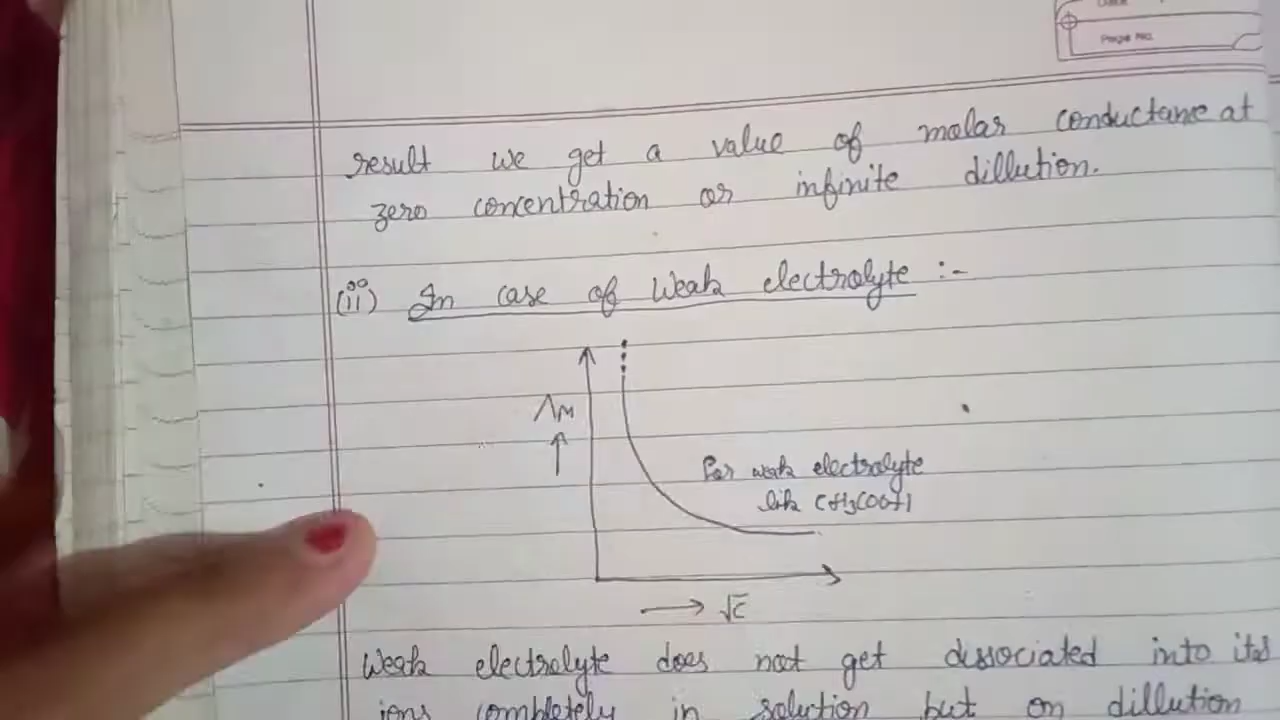 Page No.
result we get a value of molar conductance at
zero concentration or infinite dillution.
(ii) In case of Weak electrolyte :-
Λm
For weak electrolyte
like CH3COOH
√C
Weak electrolyte does not get dissociated into its
ions completely in solution but on dillution